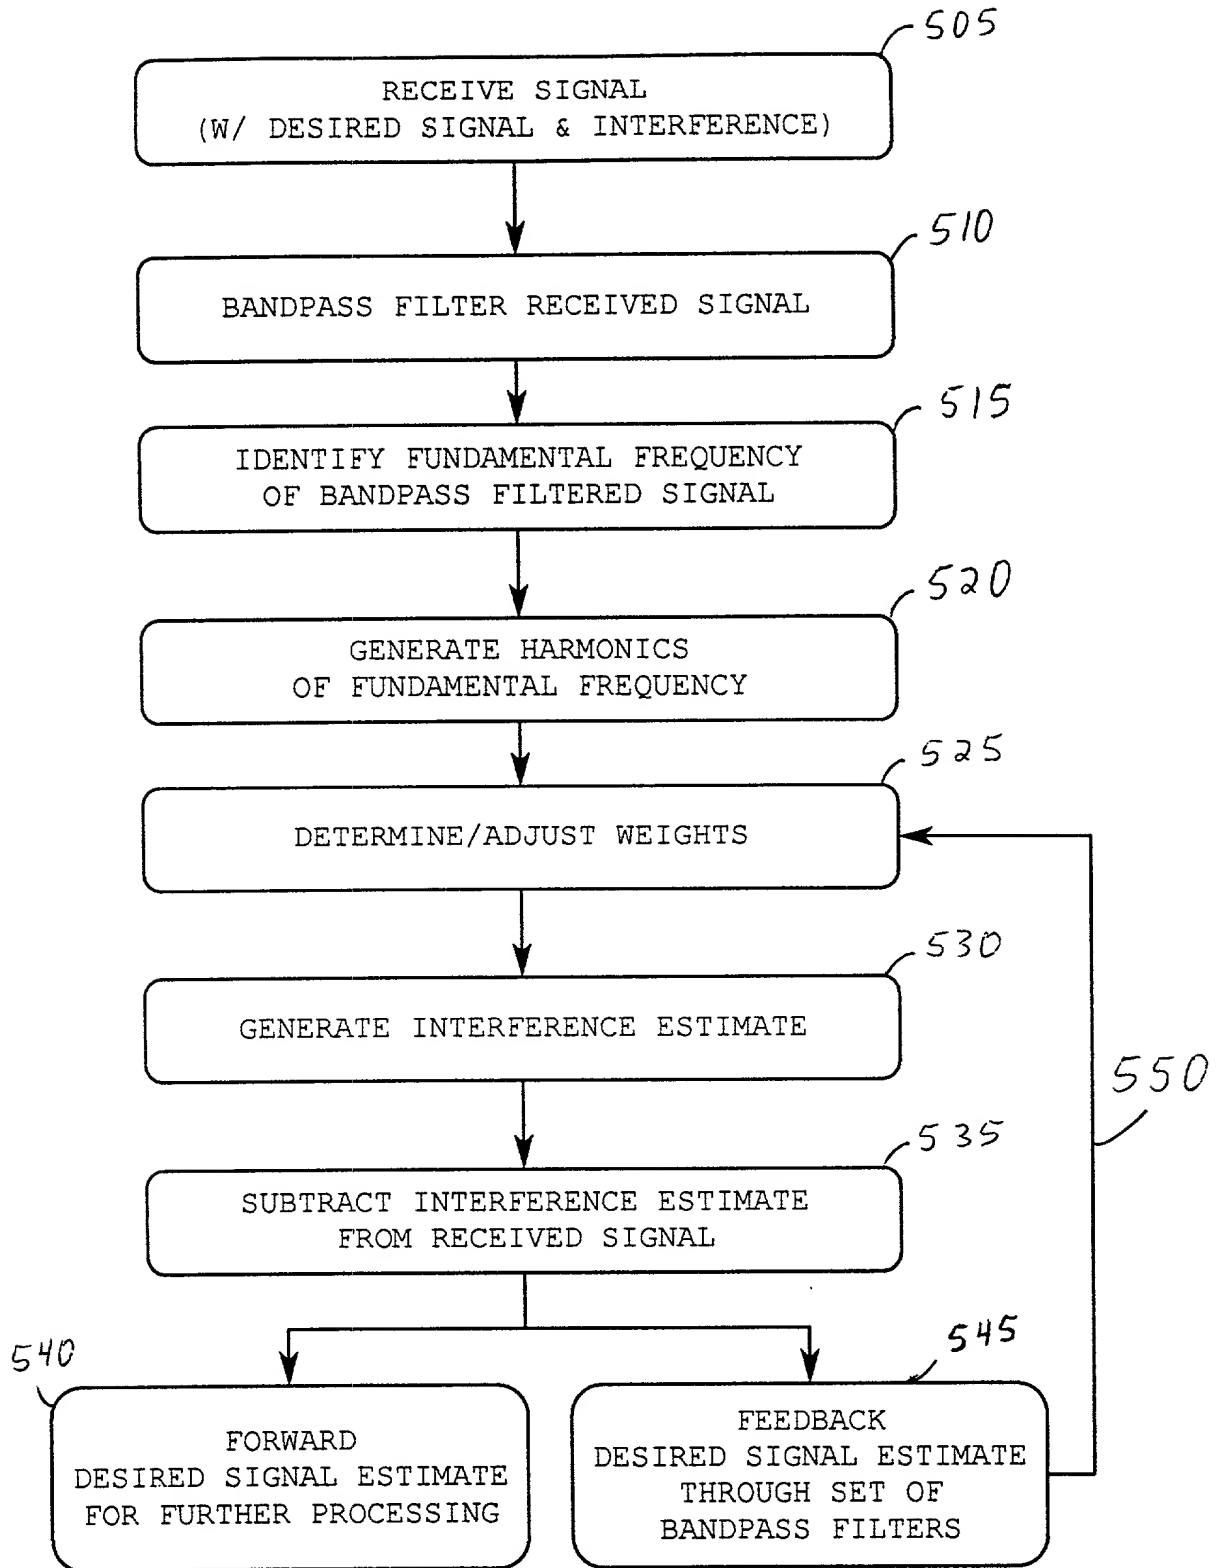 505
RECEIVE SIGNAL
(W/ DESIRED SIGNAL & INTERFERENCE)
510
BANDPASS FILTER RECEIVED SIGNAL
515
IDENTIFY FUNDAMENTAL FREQUENCY
OF BANDPASS FILTERED SIGNAL
520
GENERATE HARMONICS
OF FUNDAMENTAL FREQUENCY
525
DETERMINE/ADJUST WEIGHTS
530
GENERATE INTERFERENCE ESTIMATE
550
535
SUBTRACT INTERFERENCE ESTIMATE
FROM RECEIVED SIGNAL
540
FORWARD
DESIRED SIGNAL ESTIMATE
FOR FURTHER PROCESSING
545
FEEDBACK
DESIRED SIGNAL ESTIMATE
THROUGH SET OF
BANDPASS FILTERS